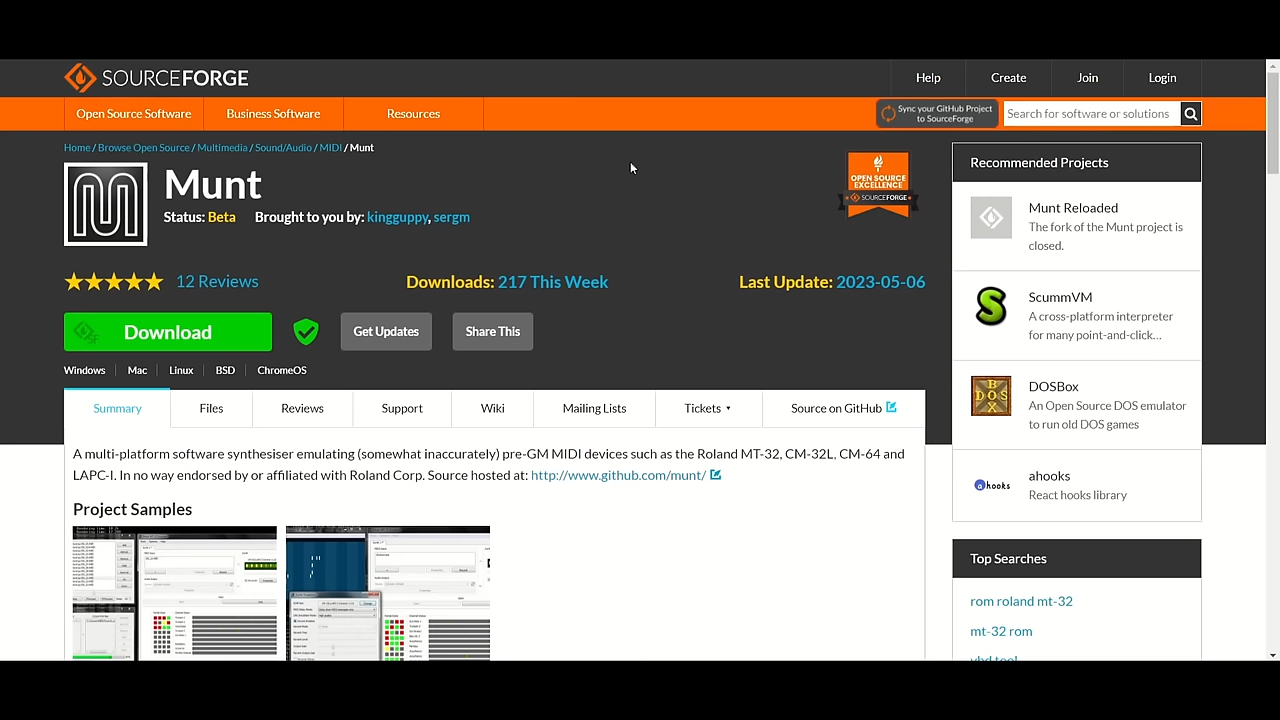 SOURCEFORGE
Help
Create
Join
Login
Open Source Software
Business Software
Resources
Sync your GitHub Project
to SourceForge
Search for software or solutions
Home / Browse Open Source / Multimedia / Sound/Audio / MIDI / Munt
Munt
Status: Beta
Brought to you by: kingguppy, sergm
OPEN SOURCE
EXCELLENCE
SOURCEFORGE
12 Reviews
Downloads: 217 This Week
Last Update: 2023-05-06
SF
Download
Get Updates
Share This
Windows
Mac
Linux
BSD
ChromeOS
Summary
Files
Reviews
Support
Wiki
Mailing Lists
Tickets
Source on GitHub
A multi-platform software synthesiser emulating (somewhat inaccurately) pre-GM MIDI devices such as the Roland MT-32, CM-32L, CM-64 and
LAPC-I. In no way endorsed by or affiliated with Roland Corp. Source hosted at: http://www.github.com/munt/
Project Samples
Recommended Projects
Munt Reloaded
The fork of the Munt project is
closed.
S
ScummVM
A cross-platform interpreter
for many point-and-click...
DOSBox
An Open Source DOS emulator
to run old DOS games
ahooks
ahooks
React hooks library
Top Searches
rom roland mt-32
mt-32 rom